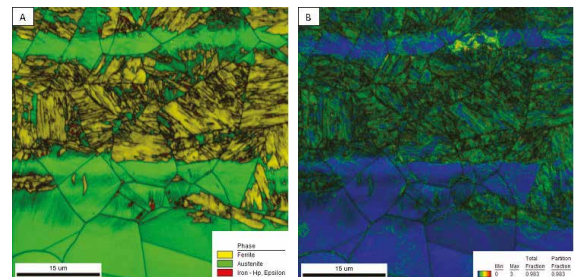 A
B
Phase
Ferrite
Austenite
Iron - Hp. Epsilon
15 um
15 um
Total Partition
Min Max Fraction Fraction
0 3 0.983 0.983